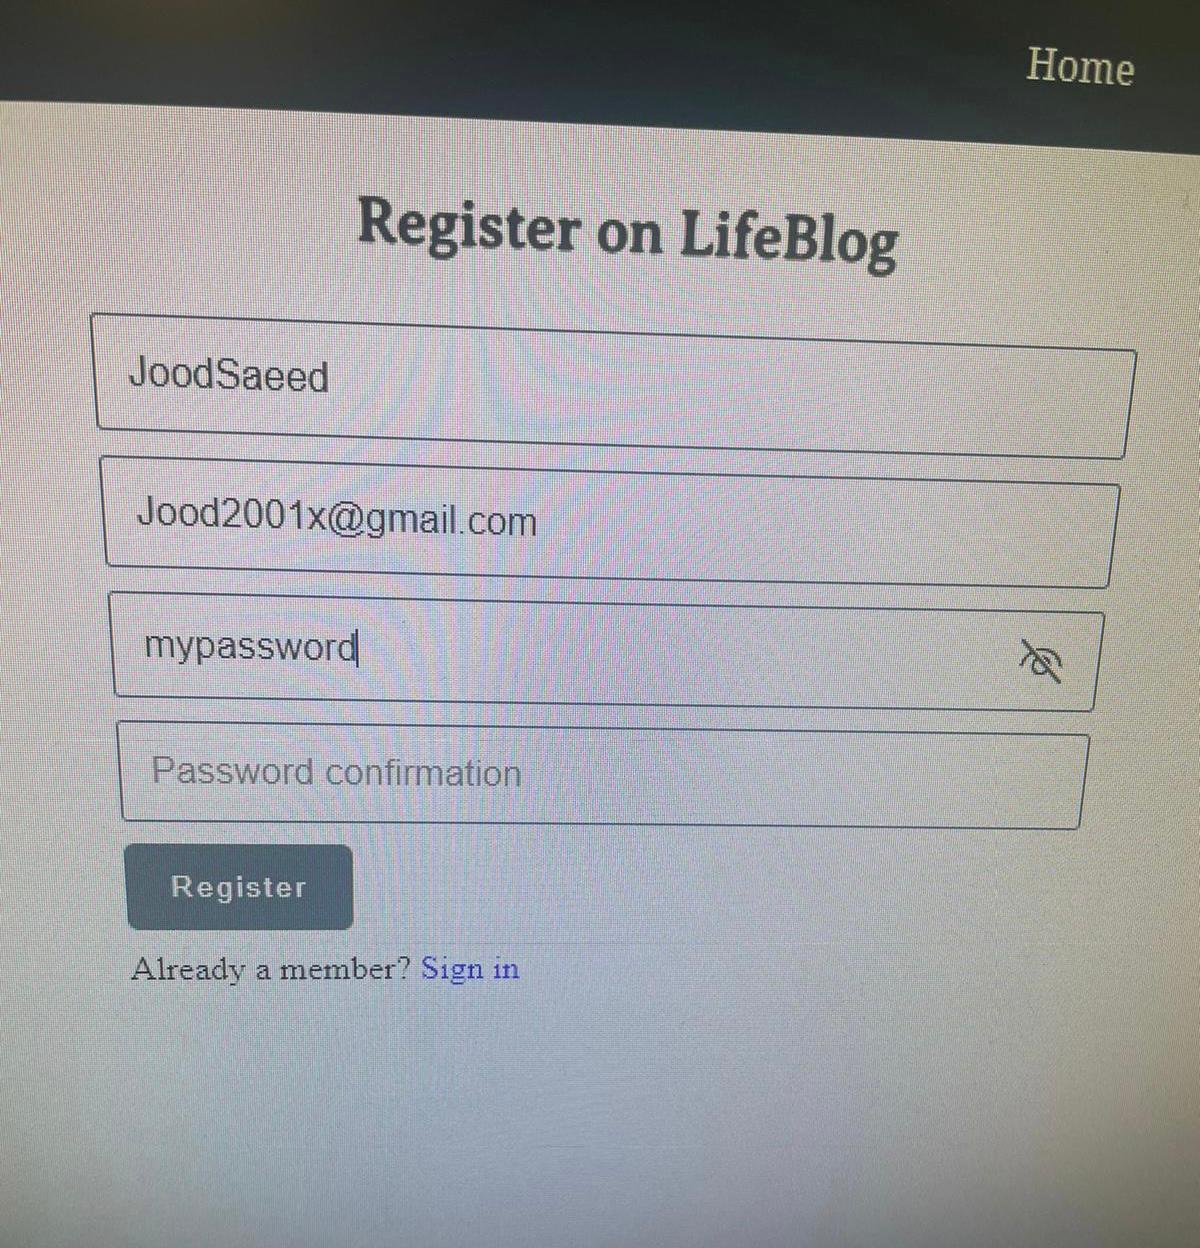 Home
Register on LifeBlog
JoodSaeed
Jood2001x@gmail.com
mypassword
Password confirmation
Register
Already a member? Sign in